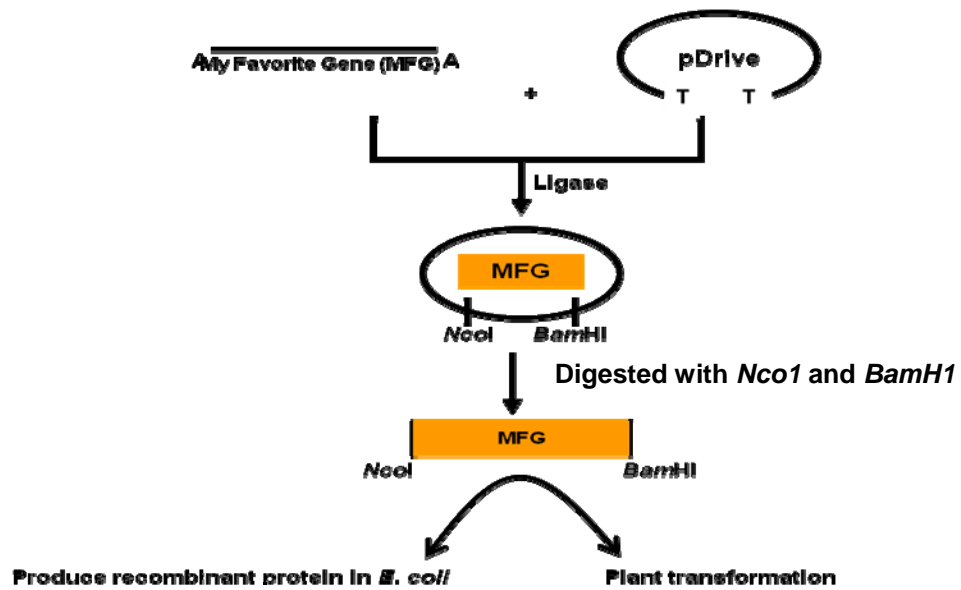 pDrive
A My Favorite Gene (MFG) A
T T
+
Ligase
MFG
NcoI BamHI
Digested with Nco1 and BamH1
MFG
NcoI BamHI
Produce recombinant protein in E. coli Plant transformation